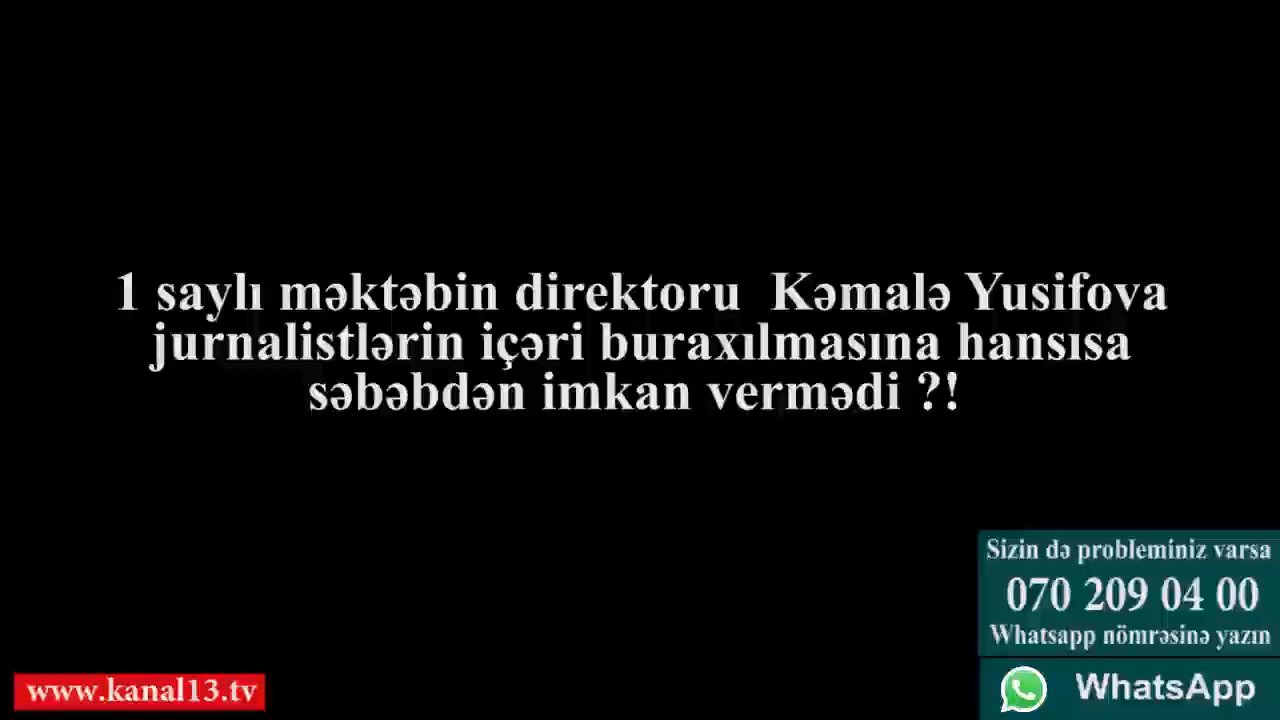 1 saylı məktəbin direktoru Kəmalə Yusifova
jurnalistlərin içəri buraxılmasına hansısa
səbəbdən imkan vermədi ?!
Sizin də probleminiz varsa
070 209 04 00
Whatsapp nömrəsinə yazın
WhatsApp
www.kanal13.tv